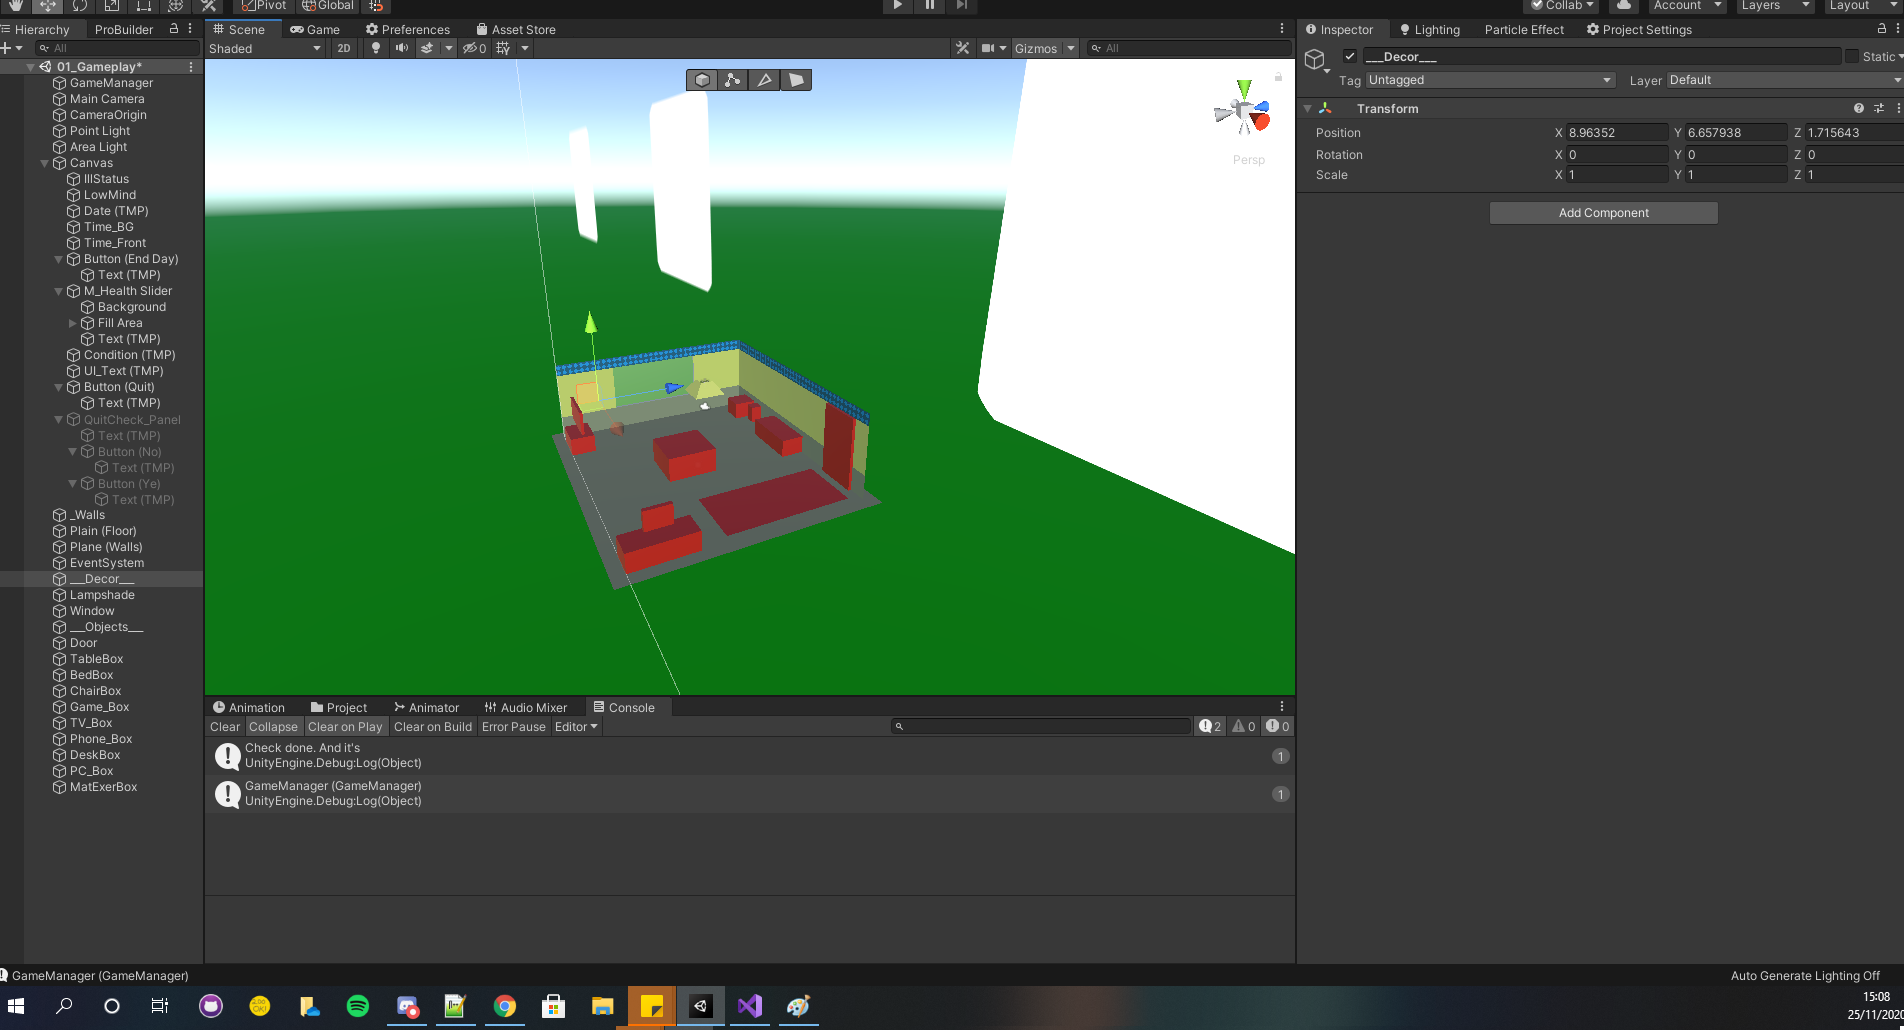 Pivot Global Collab Account Layers Layout
Hierarchy ProBuilder
All
01_Gameplay*
GameManager
Main Camera
CameraOrigin
Point Light
Area Light
Canvas
IllStatus
LowMind
Date (TMP)
Time_BG
Time_Front
Button (End Day)
Text (TMP)
M_Health Slider
Background
Fill Area
Text (TMP)
Condition (TMP)
UI_Text (TMP)
Button (Quit)
Text (TMP)
QuitCheck_Panel
Text (TMP)
Button (No)
Text (TMP)
Button (Ye)
Text (TMP)
_Walls
Plain (Floor)
Plane (Walls)
EventSystem
___Decor___
Lampshade
Window
___Objects___
Door
TableBox
BedBox
ChairBox
Game_Box
TV_Box
Phone_Box
DeskBox
PC_Box
MatExerBox
Scene Game Preferences Asset Store
Shaded 2D 0 Gizmos All
Persp
Animation Project Animator Audio Mixer Console
Clear Collapse Clear on Play Clear on Build Error Pause Editor 2 0 0
Check done. And it's
UnityEngine.Debug:Log(Object)
1
GameManager (GameManager)
UnityEngine.Debug:Log(Object)
1
Inspector Lighting Particle Effect Project Settings
___Decor___ Static
Tag Untagged Layer Default
Transform
Position X 8.96352 Y 6.657938 Z 1.715643
Rotation X 0 Y 0 Z 0
Scale X 1 Y 1 Z 1
Add Component
GameManager (GameManager) Auto Generate Lighting Off
15:08